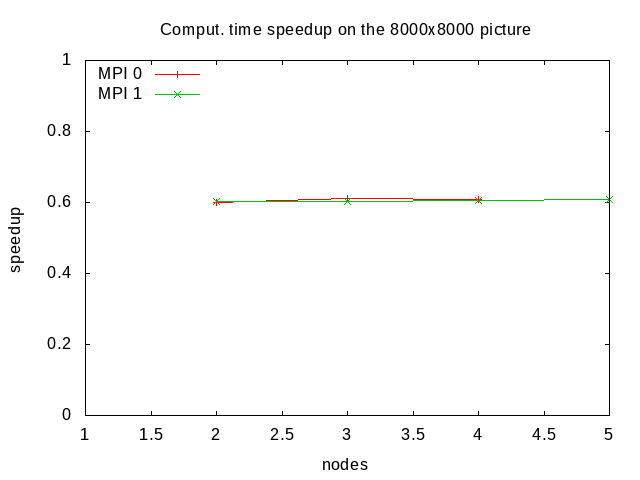 Comput. time speedup on the 8000x8000 picture
1
MPI 0
MPI 1
0.8
0.6
speedup
0.4
0.2
0
1 1.5 2 2.5 3 3.5 4 4.5 5
nodes